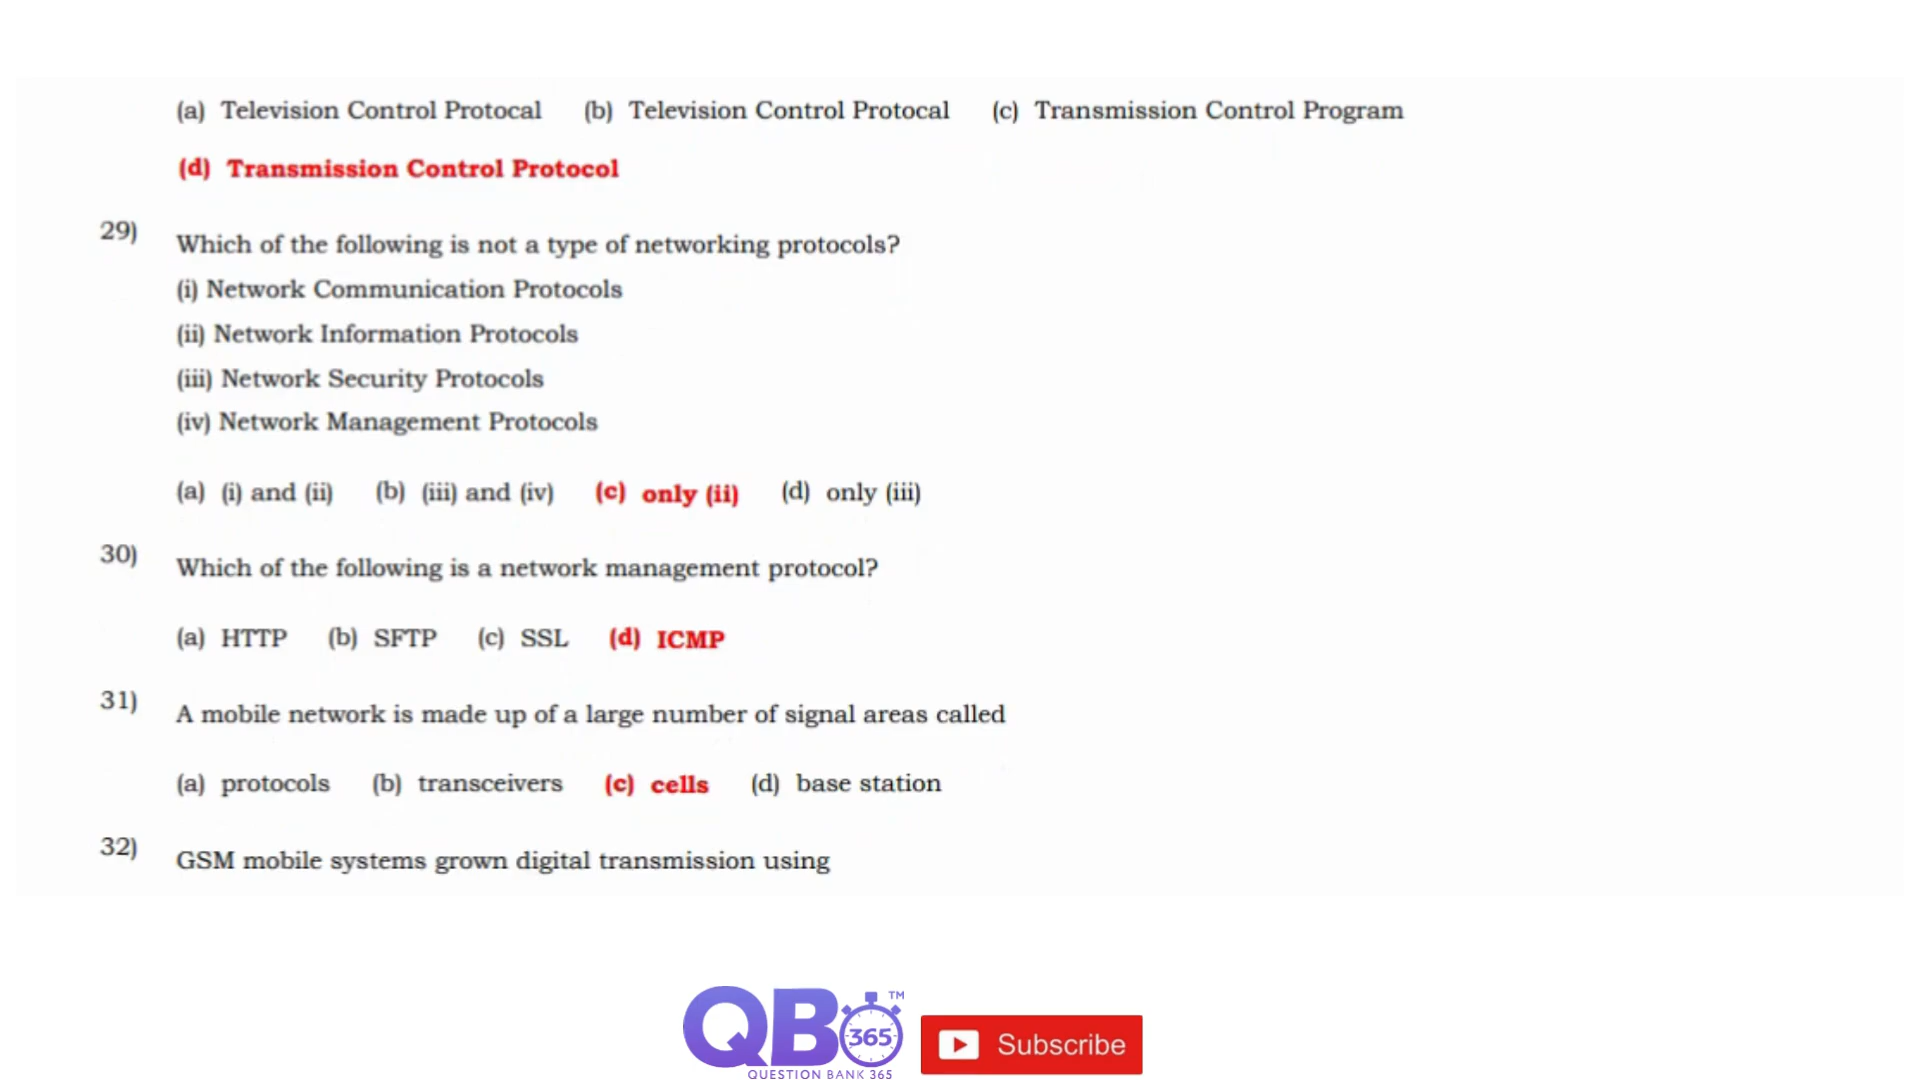 (a) Television Control Protocal (b) Television Control Protocal (c) Transmission Control Program
(d) Transmission Control Protocol
29) Which of the following is not a type of networking protocols?
(i) Network Communication Protocols
(ii) Network Information Protocols
(iii) Network Security Protocols
(iv) Network Management Protocols
(a) (i) and (ii) (b) (iii) and (iv) (c) only (ii) (d) only (iii)
30) Which of the following is a network management protocol?
(a) HTTP (b) SFTP (c) SSL (d) ICMP
31) A mobile network is made up of a large number of signal areas called
(a) protocols (b) transceivers (c) cells (d) base station
32) GSM mobile systems grown digital transmission using
QB 365 TM
QUESTION BANK 365
Subscribe